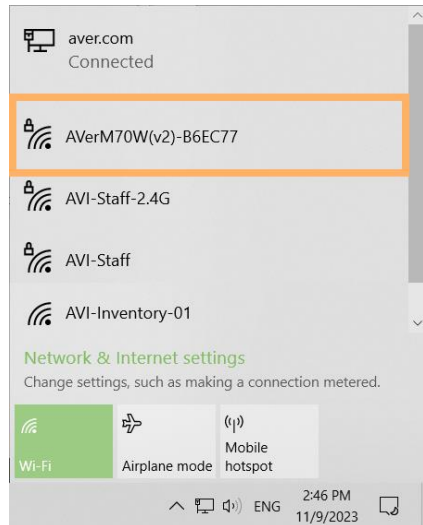 aver.com
Connected
AVerM70W(v2)-B6EC77
AVI-Staff-2.4G
AVI-Staff
AVI-Inventory-01
Network & Internet settings
Change settings, such as making a connection metered.
Wi-Fi
Airplane mode
Mobile
hotspot
ENG
2:46 PM
11/9/2023